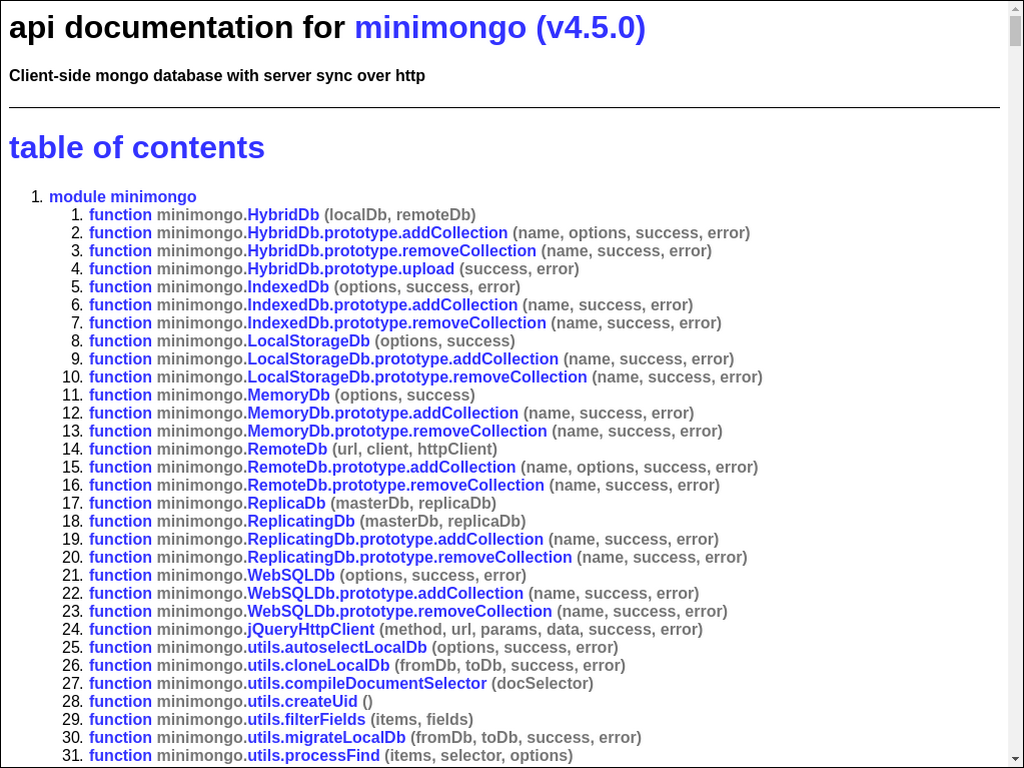 api documentation for minimongo (v4.5.0)
Client-side mongo database with server sync over http
table of contents
1. module minimongo
1. function minimongo.HybridDb (localDb, remoteDb)
2. function minimongo.HybridDb.prototype.addCollection (name, options, success, error)
3. function minimongo.HybridDb.prototype.removeCollection (name, success, error)
4. function minimongo.HybridDb.prototype.upload (success, error)
5. function minimongo.IndexedDb (options, success, error)
6. function minimongo.IndexedDb.prototype.addCollection (name, success, error)
7. function minimongo.IndexedDb.prototype.removeCollection (name, success, error)
8. function minimongo.LocalStorageDb (options, success)
9. function minimongo.LocalStorageDb.prototype.addCollection (name, success, error)
10. function minimongo.LocalStorageDb.prototype.removeCollection (name, success, error)
11. function minimongo.MemoryDb (options, success)
12. function minimongo.MemoryDb.prototype.addCollection (name, success, error)
13. function minimongo.MemoryDb.prototype.removeCollection (name, success, error)
14. function minimongo.RemoteDb (url, client, httpClient)
15. function minimongo.RemoteDb.prototype.addCollection (name, options, success, error)
16. function minimongo.RemoteDb.prototype.removeCollection (name, success, error)
17. function minimongo.ReplicaDb (masterDb, replicaDb)
18. function minimongo.ReplicatingDb (masterDb, replicaDb)
19. function minimongo.ReplicatingDb.prototype.addCollection (name, success, error)
20. function minimongo.ReplicatingDb.prototype.removeCollection (name, success, error)
21. function minimongo.WebSQLDb (options, success, error)
22. function minimongo.WebSQLDb.prototype.addCollection (name, success, error)
23. function minimongo.WebSQLDb.prototype.removeCollection (name, success, error)
24. function minimongo.jQueryHttpClient (method, url, params, data, success, error)
25. function minimongo.utils.autoselectLocalDb (options, success, error)
26. function minimongo.utils.cloneLocalDb (fromDb, toDb, success, error)
27. function minimongo.utils.compileDocumentSelector (docSelector)
28. function minimongo.utils.createUid ()
29. function minimongo.utils.filterFields (items, fields)
30. function minimongo.utils.migrateLocalDb (fromDb, toDb, success, error)
31. function minimongo.utils.processFind (items, selector, options)